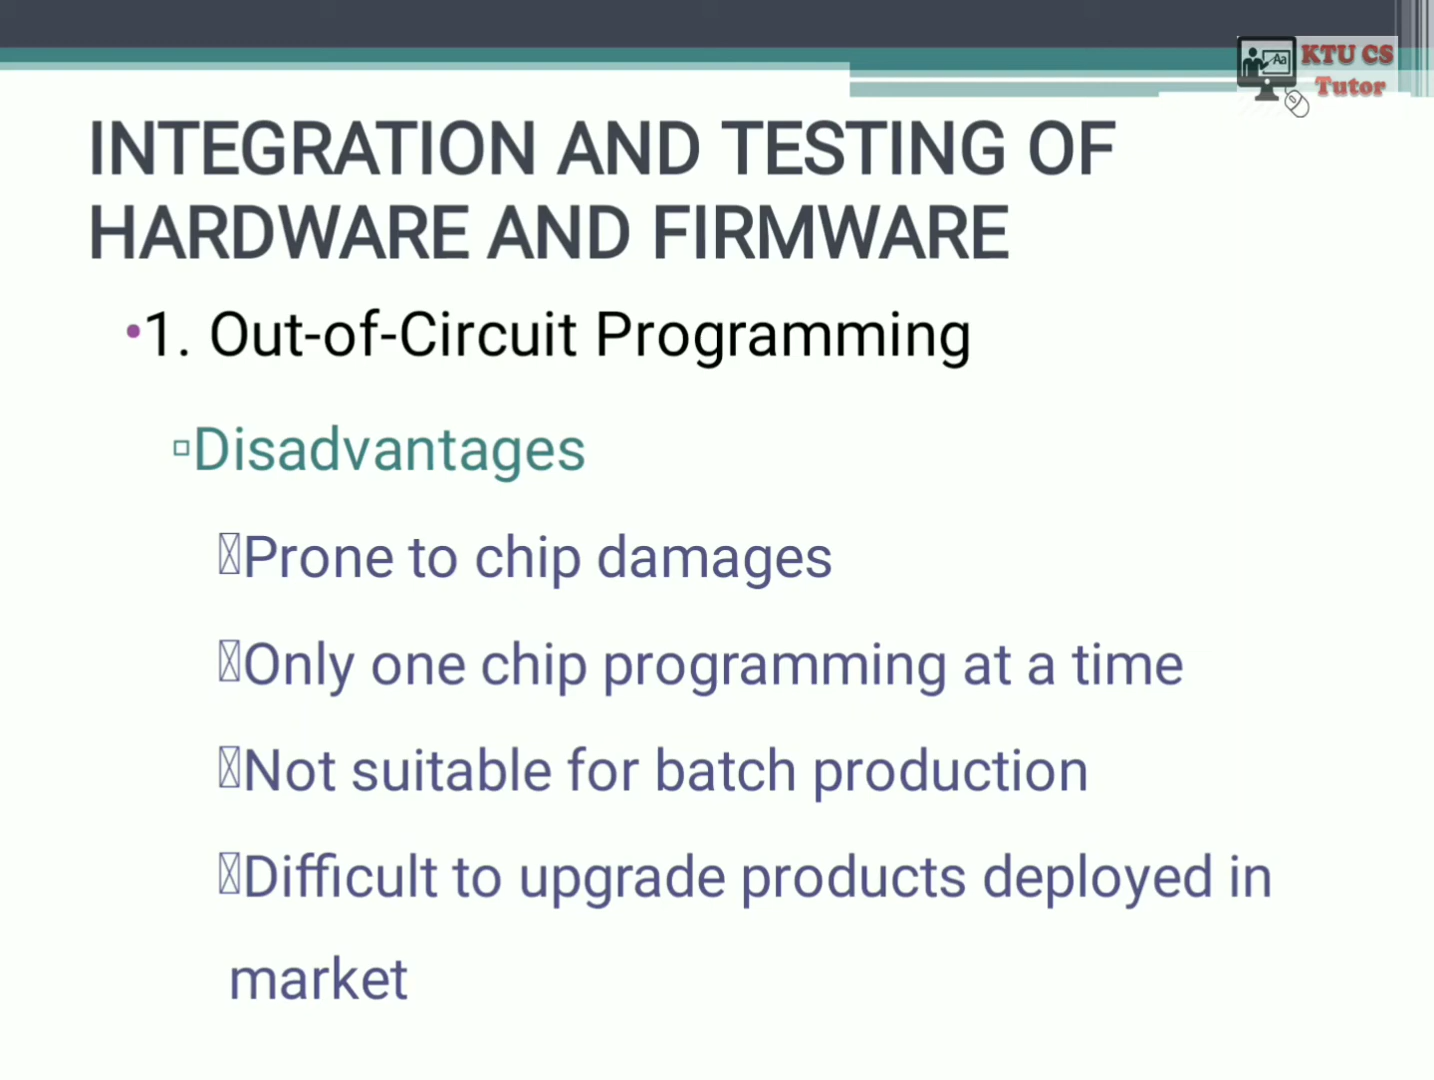 KTU CS
Aa
Tutor
INTEGRATION AND TESTING OF
HARDWARE AND FIRMWARE
•1. Out-of-Circuit Programming
▫Disadvantages
Prone to chip damages
Only one chip programming at a time
Not suitable for batch production
Difficult to upgrade products deployed in
market